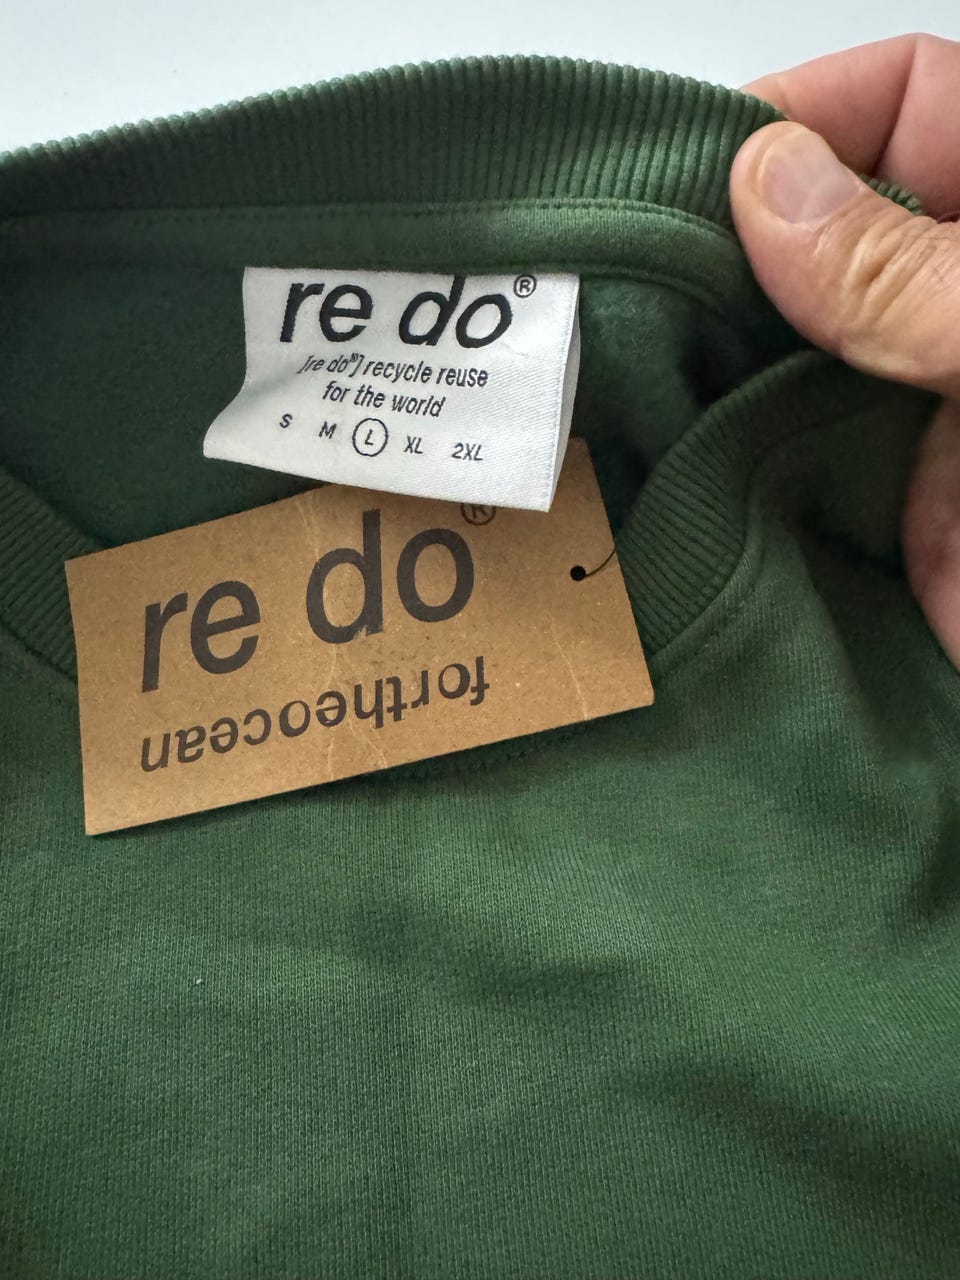 re do®
[re do®] recycle reuse
for the world
S M L XL 2XL
re do®
fortheocean